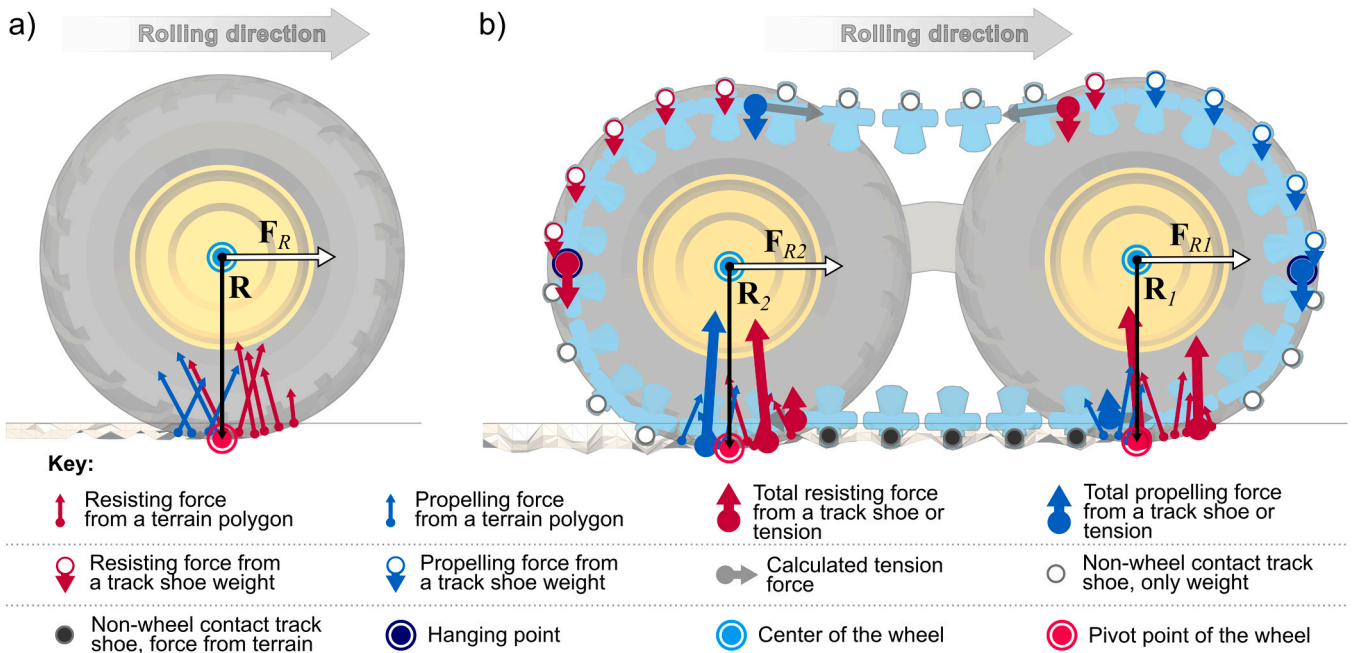 a)
Rolling direction
b)
Rolling direction
F_R
R
F_R2
R_2
F_R1
R_1
Key:
Resisting force
from a terrain polygon
Propelling force
from a terrain polygon
Total resisting force
from a track shoe or
tension
Total propelling force
from a track shoe or
tension
Resisting force from
a track shoe weight
Propelling force from
a track shoe weight
Calculated tension
force
Non-wheel contact track
shoe, only weight
Non-wheel contact track
shoe, force from terrain
Hanging point
Center of the wheel
Pivot point of the wheel